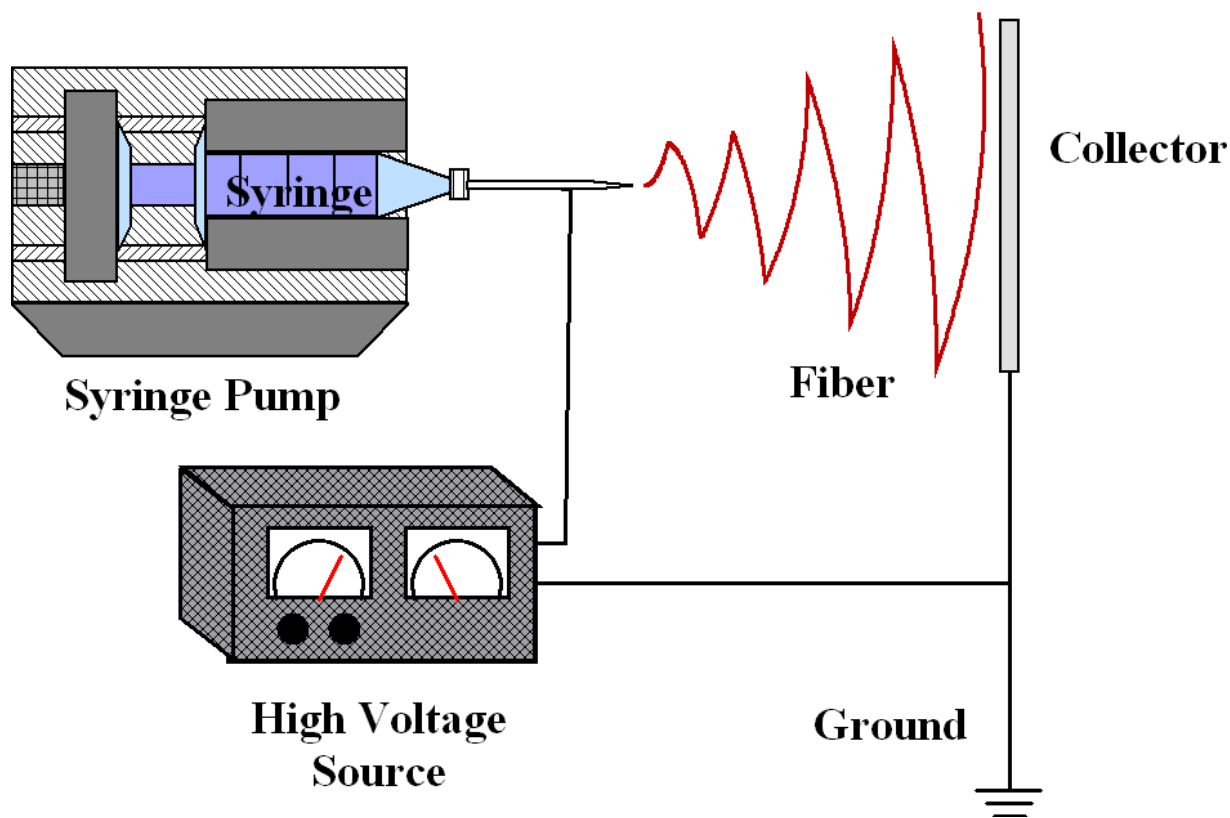 Syringe
Collector
Syringe Pump
Fiber
High Voltage
Source
Ground